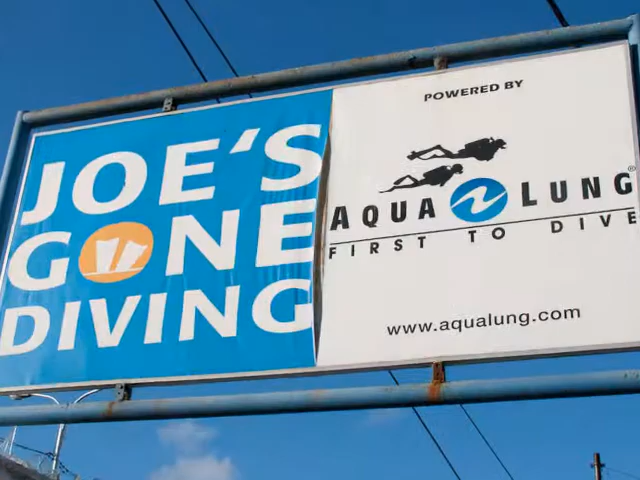 JOE'S
GONE
DIVING
POWERED BY
AQUA LUNG®
FIRST TO DIVE
www.aqualung.com